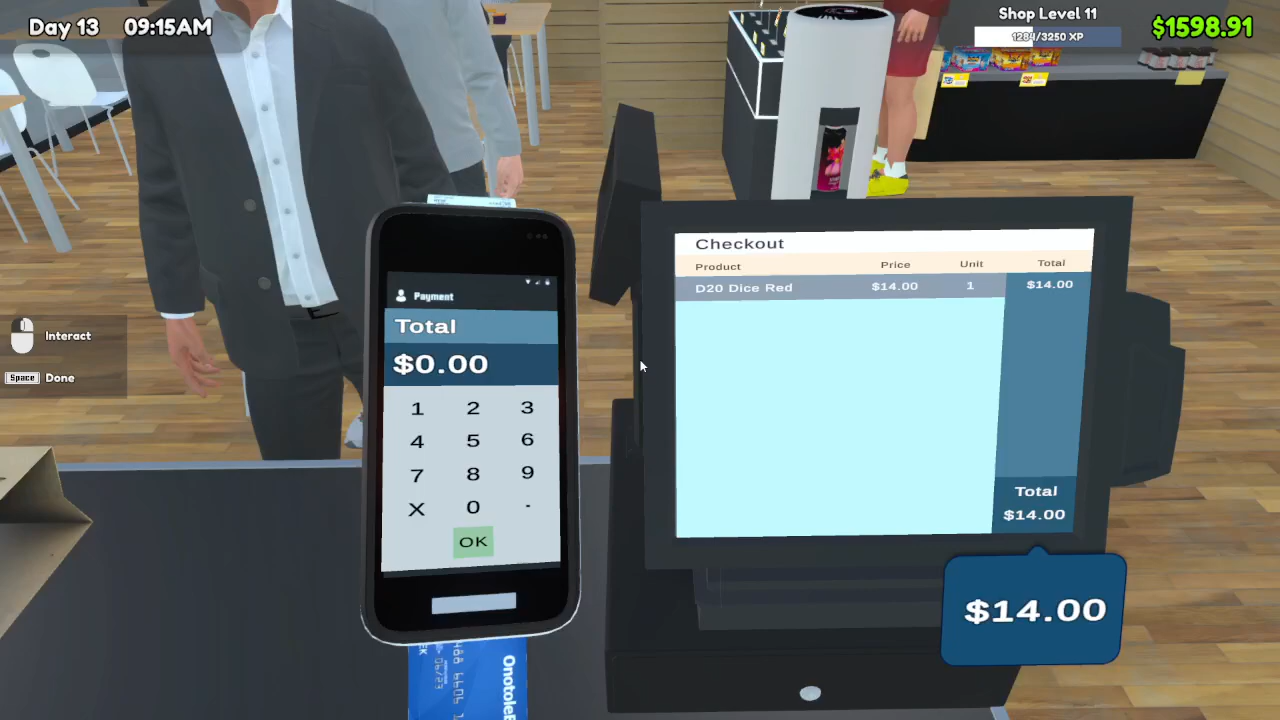 Day 13 09:15AM
Shop Level 11
1284/3250 XP
$1598.91
Interact
Space Done
Payment
Total
$0.00
1 2 3
4 5 6
7 8 9
X 0 .
OK
Checkout
Product Price Unit Total
D20 Dice Red $14.00 1 $14.00
Total
$14.00
$14.00
06/23